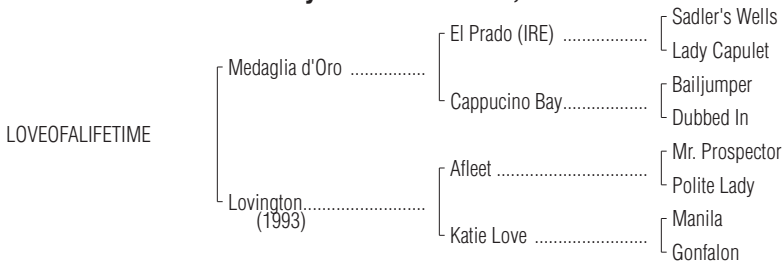 Sadler's Wells
El Prado (IRE) ..................
Lady Capulet
Medaglia d'Oro ................
Bailjumper
Cappucino Bay..................
Dubbed In
LOVEOFALIFETIME
Mr. Prospector
Afleet ................................
Polite Lady
Lovington..........................
(1993)
Manila
Katie Love ........................
Gonfalon